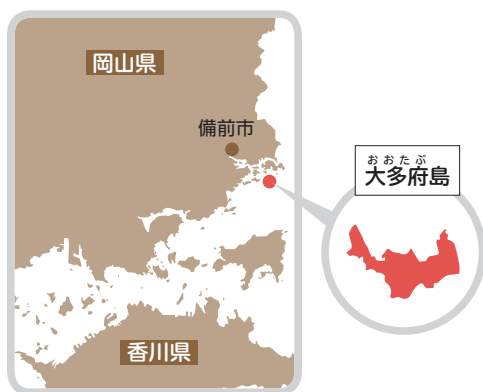 岡山県
備前市
おおたぶ
大多府島
香川県